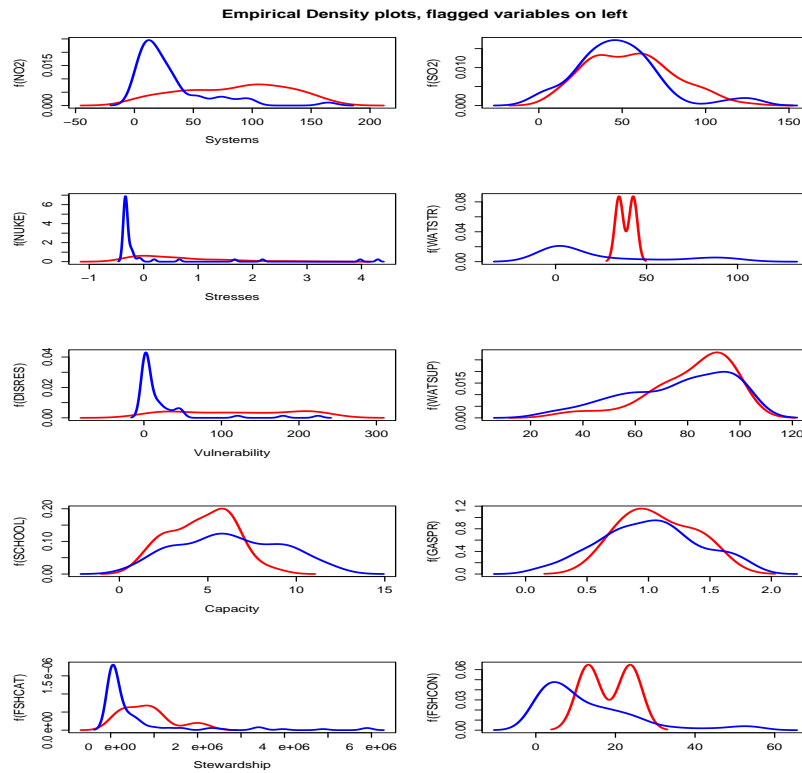 Empirical Density plots, flagged variables on left
f(NO2)
0.000 0.015
−50 0 50 100 150 200
Systems
f(SO2)
0.000 0.010
0 50 100 150
f(NUKE)
0 2 4 6
−1 0 1 2 3 4
Stresses
f(WATSTR)
0.00 0.04 0.08
0 50 100
f(DISRES)
0.00 0.02 0.04
0 100 200 300
Vulnerability
f(WATSUP)
0.000 0.015
20 40 60 80 100 120
f(SCHOOL)
0.00 0.10 0.20
0 5 10 15
Capacity
f(GASPR)
0.0 0.4 0.8 1.2
0.0 0.5 1.0 1.5 2.0
f(FSHCAT)
0.0 e+00 1.5 e−06
0 e+00 2 e+06 4 e+06 6 e+06
Stewardship
f(FSHCON)
0.00 0.03 0.06
0 20 40 60